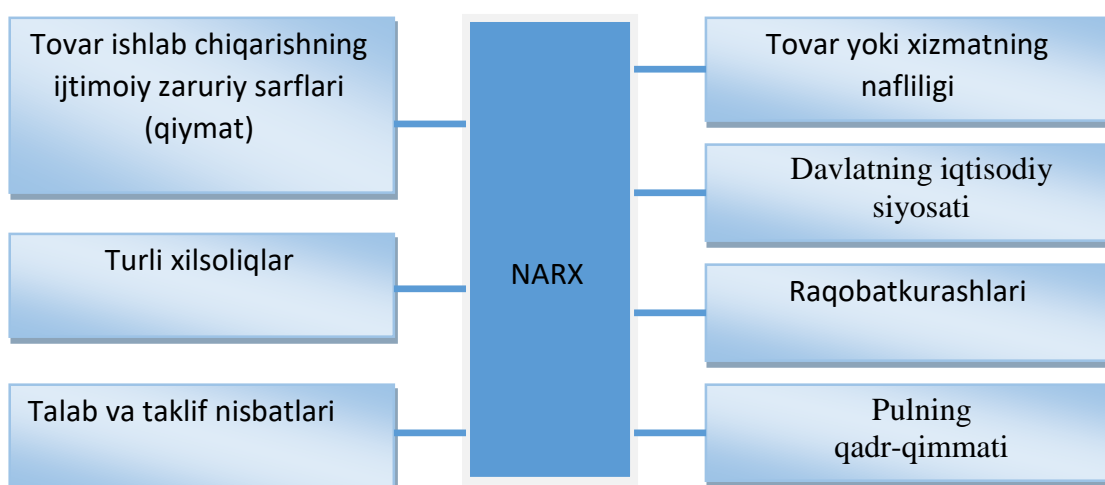 Tovar ishlab chiqarishning
ijtimoiy zaruriy sarflari
(qiymat)
Turli xilsoliqlar
Talab va taklif nisbatlari
NARX
Tovar yoki xizmatning
nafliligi
Davlatning iqtisodiy
siyosati
Raqobatkurashlari
Pulning
qadr-qimmati